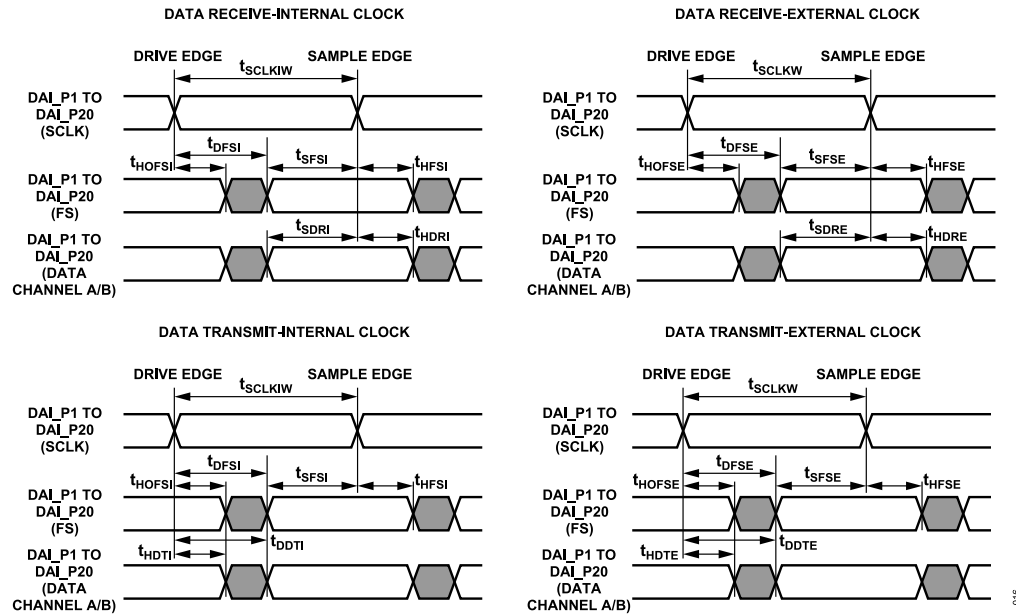 DATA RECEIVE-INTERNAL CLOCK
DRIVE EDGE
SAMPLE EDGE
tSCLKIW
DAI_P1 TO
DAI_P20
(SCLK)
tDFSI
tHOFSI
tSFSI
tHFSI
DAI_P1 TO
DAI_P20
(FS)
tSDRI
tHDRI
DAI_P1 TO
DAI_P20
(DATA
CHANNEL A/B)
DATA RECEIVE-EXTERNAL CLOCK
DRIVE EDGE
SAMPLE EDGE
tSCLKW
DAI_P1 TO
DAI_P20
(SCLK)
tDFSE
tHOFSE
tSFSE
tHFSE
DAI_P1 TO
DAI_P20
(FS)
tSDRE
tHDRE
DAI_P1 TO
DAI_P20
(DATA
CHANNEL A/B)
DATA TRANSMIT-INTERNAL CLOCK
DRIVE EDGE
SAMPLE EDGE
tSCLKIW
DAI_P1 TO
DAI_P20
(SCLK)
tDFSI
tHOFSI
tSFSI
tHFSI
DAI_P1 TO
DAI_P20
(FS)
tDDTI
tHDTI
DAI_P1 TO
DAI_P20
(DATA
CHANNEL A/B)
DATA TRANSMIT-EXTERNAL CLOCK
DRIVE EDGE
SAMPLE EDGE
tSCLKW
DAI_P1 TO
DAI_P20
(SCLK)
tDFSE
tHOFSE
tSFSE
tHFSE
DAI_P1 TO
DAI_P20
(FS)
tDDTE
tHDTE
DAI_P1 TO
DAI_P20
(DATA
CHANNEL A/B)